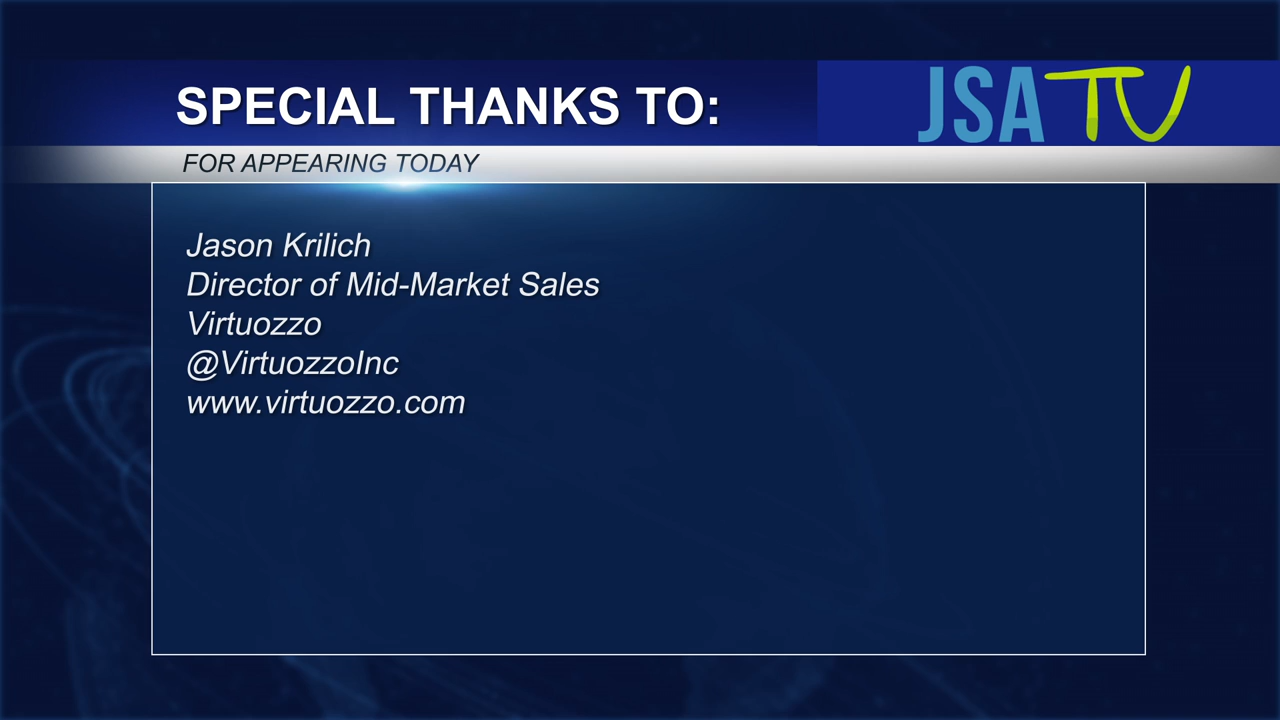 SPECIAL THANKS TO:
JSA TV
FOR APPEARING TODAY
Jason Krilich
Director of Mid-Market Sales
Virtuozzo
@VirtuozzoInc
www.virtuozzo.com